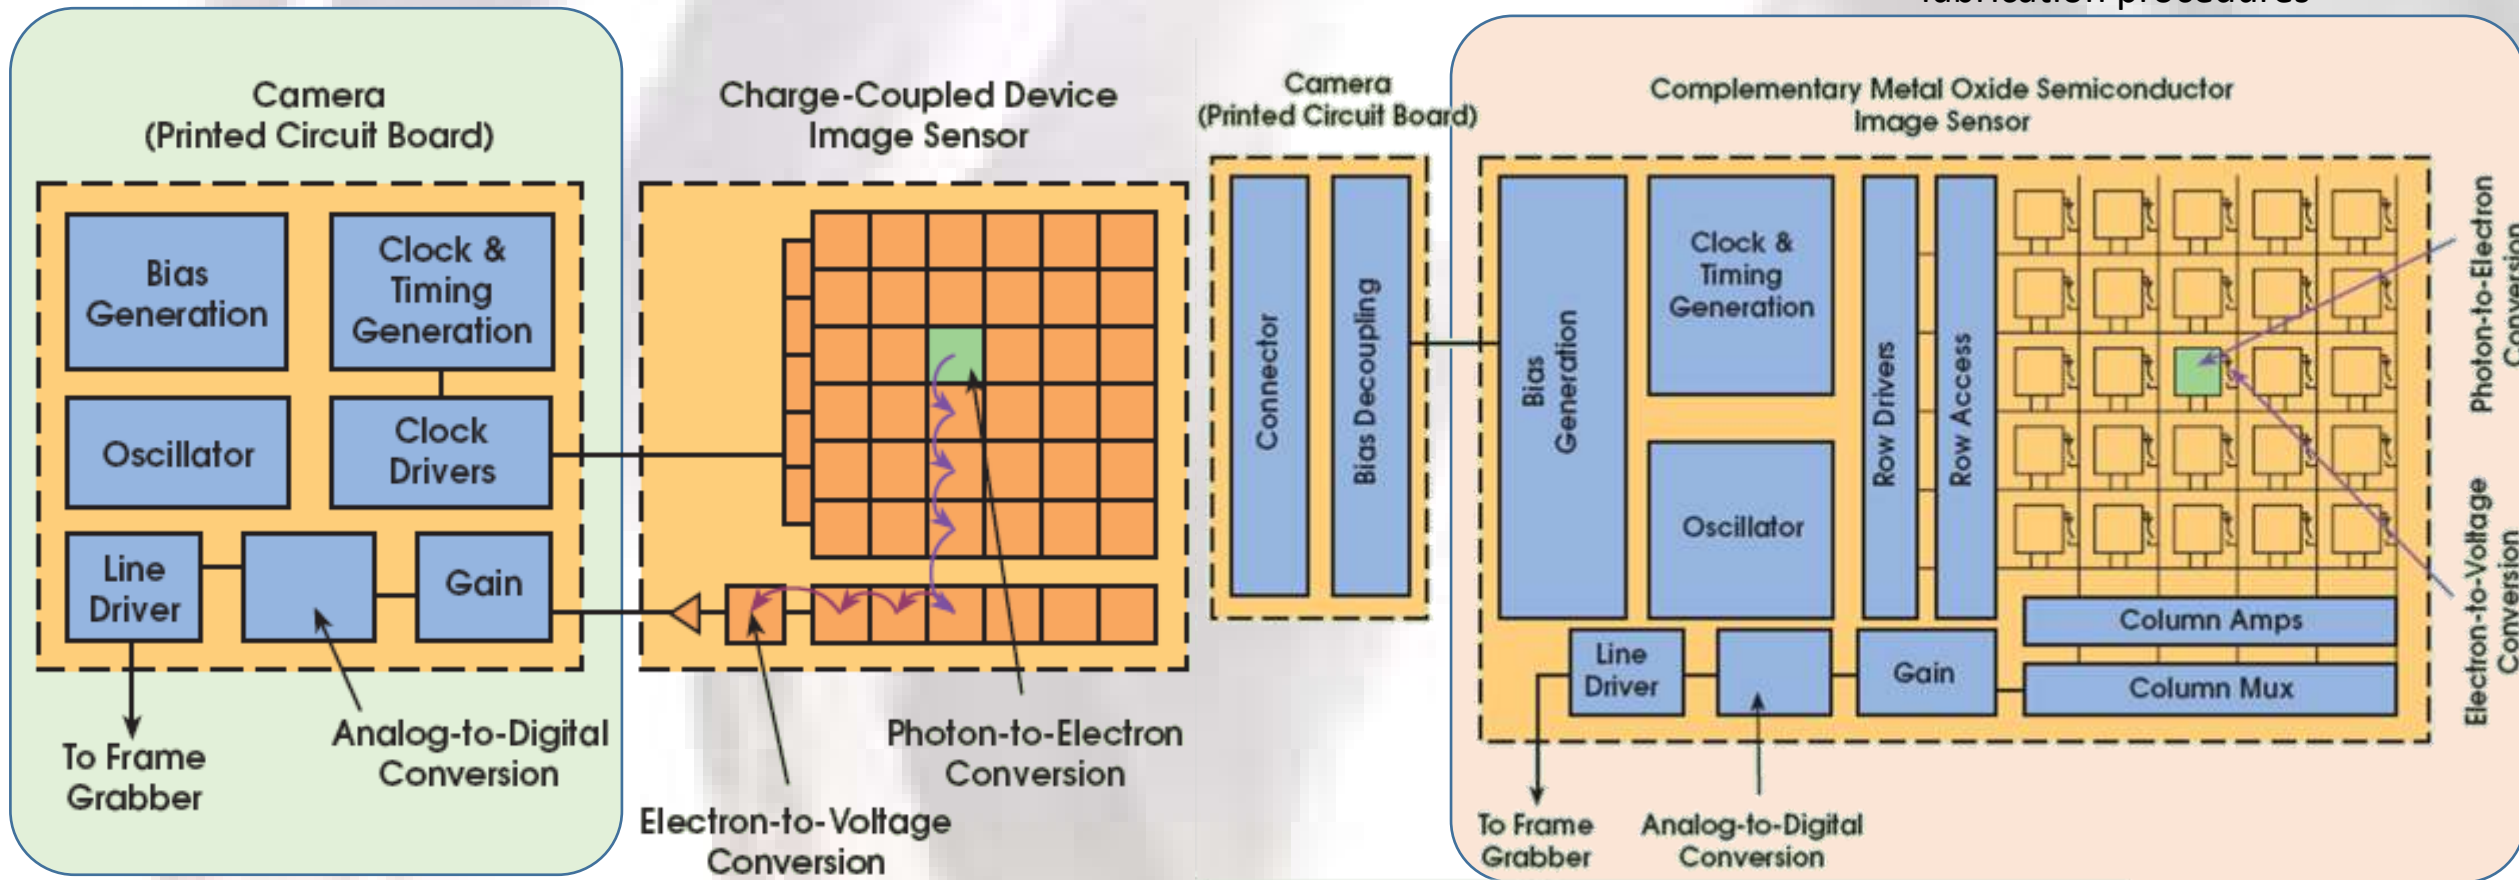 fabrication procedures
Camera
(Printed Circuit Board)
Bias
Generation
Clock &
Timing
Generation
Oscillator
Clock
Drivers
Line
Driver
Gain
To Frame
Grabber
Analog-to-Digital
Conversion
Charge-Coupled Device
Image Sensor
Electron-to-Voltage
Conversion
Photon-to-Electron
Conversion
Camera
(Printed Circuit Board)
Connector
Bias Decoupling
Complementary Metal Oxide Semiconductor
Image Sensor
Bias
Generation
Clock &
Timing
Generation
Oscillator
Row Drivers
Row Access
Column Amps
Column Mux
Line
Driver
Gain
To Frame
Grabber
Analog-to-Digital
Conversion
Photon-to-Electron
Conversion
Electron-to-Voltage
Conversion